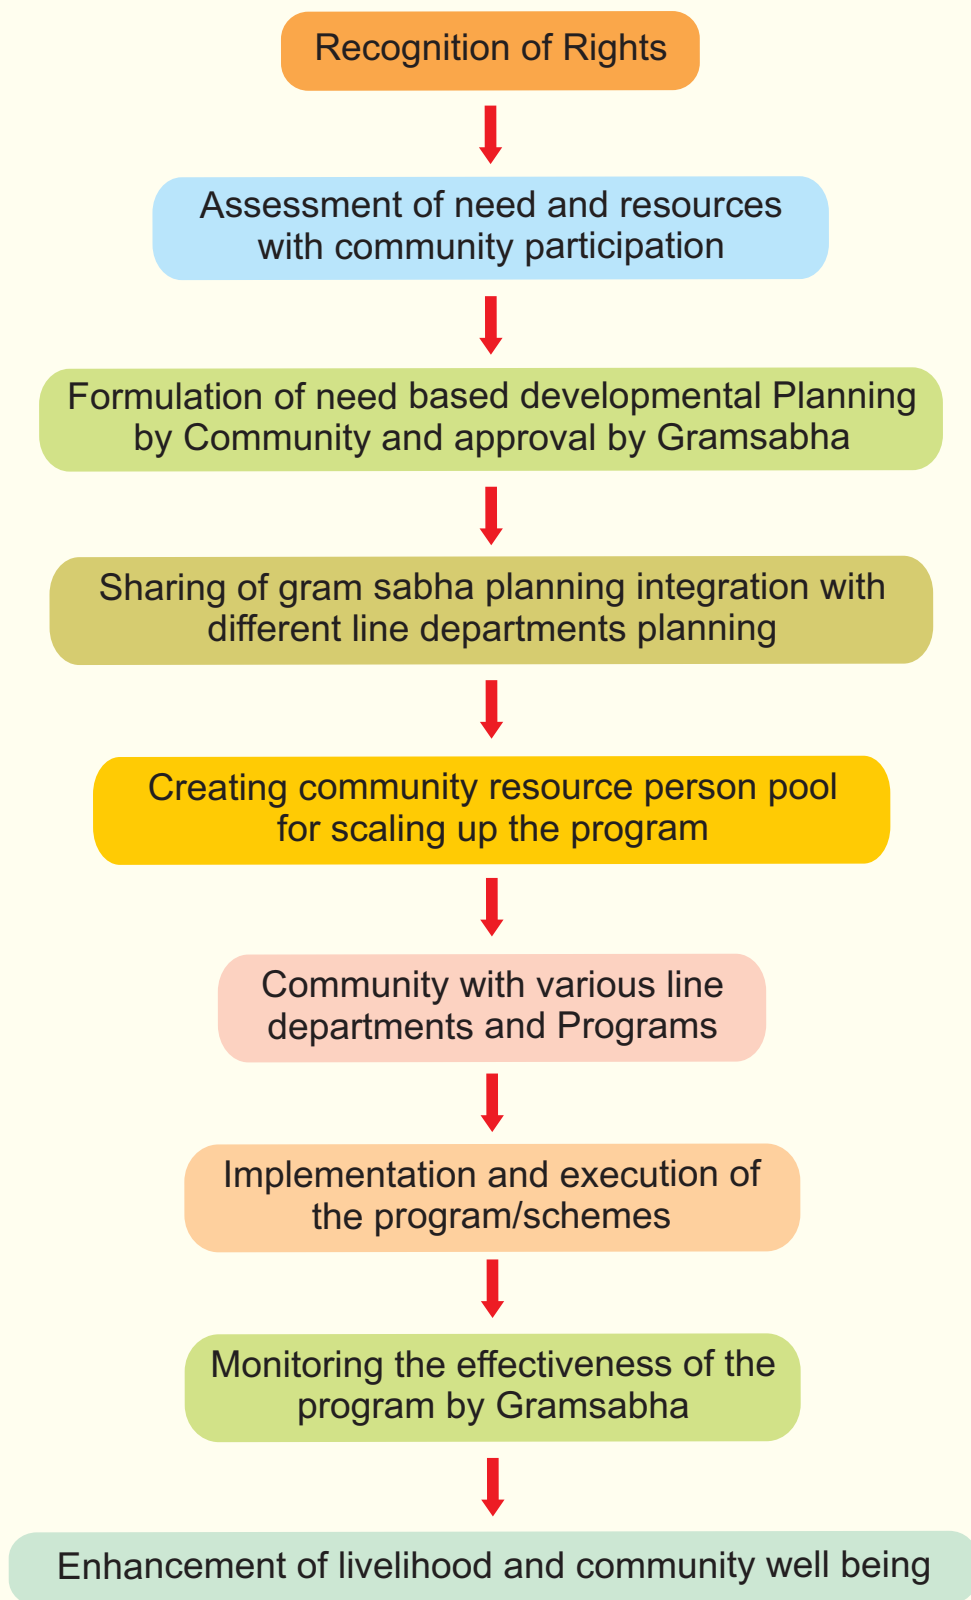 Recognition of Rights
Assessment of need and resources
with community participation
Formulation of need based developmental Planning
by Community and approval by Gramsabha
Sharing of gram sabha planning integration with
different line departments planning
Creating community resource person pool
for scaling up the program
Community with various line
departments and Programs
Implementation and execution of
the program/schemes
Monitoring the effectiveness of the
program by Gramsabha
Enhancement of livelihood and community well being